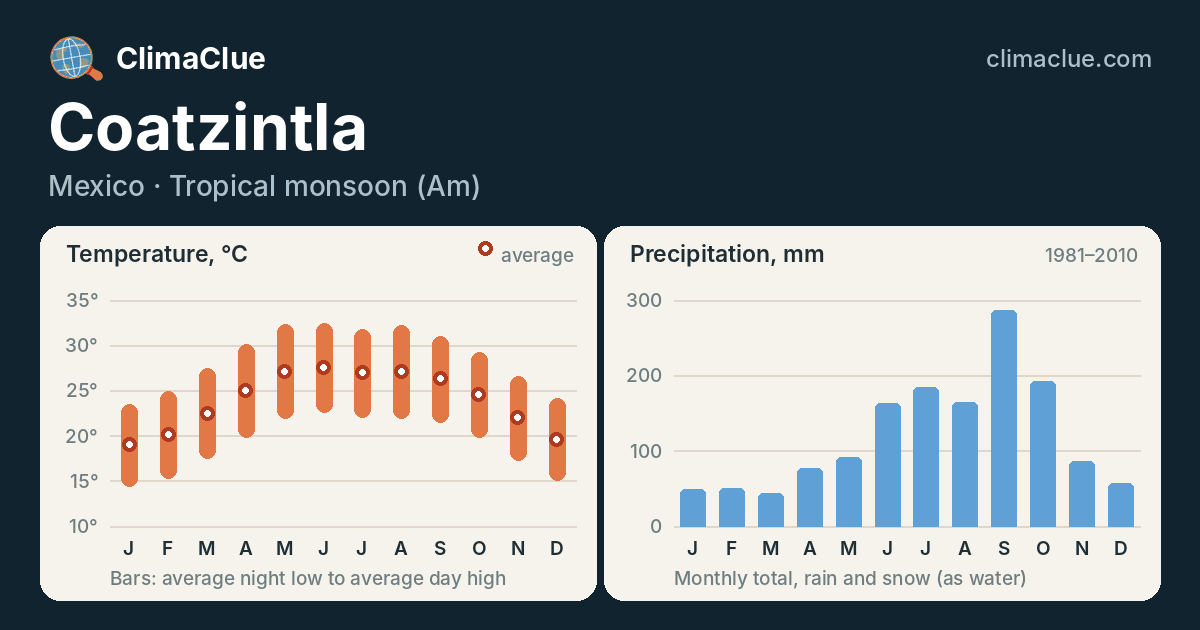 ClimaClue
climaclue.com
Coatzintla
Mexico · Tropical monsoon (Am)
Temperature, °C
average
35°
30°
25°
20°
15°
10°
J F M A M J J A S O N D
Bars: average night low to average day high
Precipitation, mm
1981–2010
300
200
100
0
J F M A M J J A S O N D
Monthly total, rain and snow (as water)